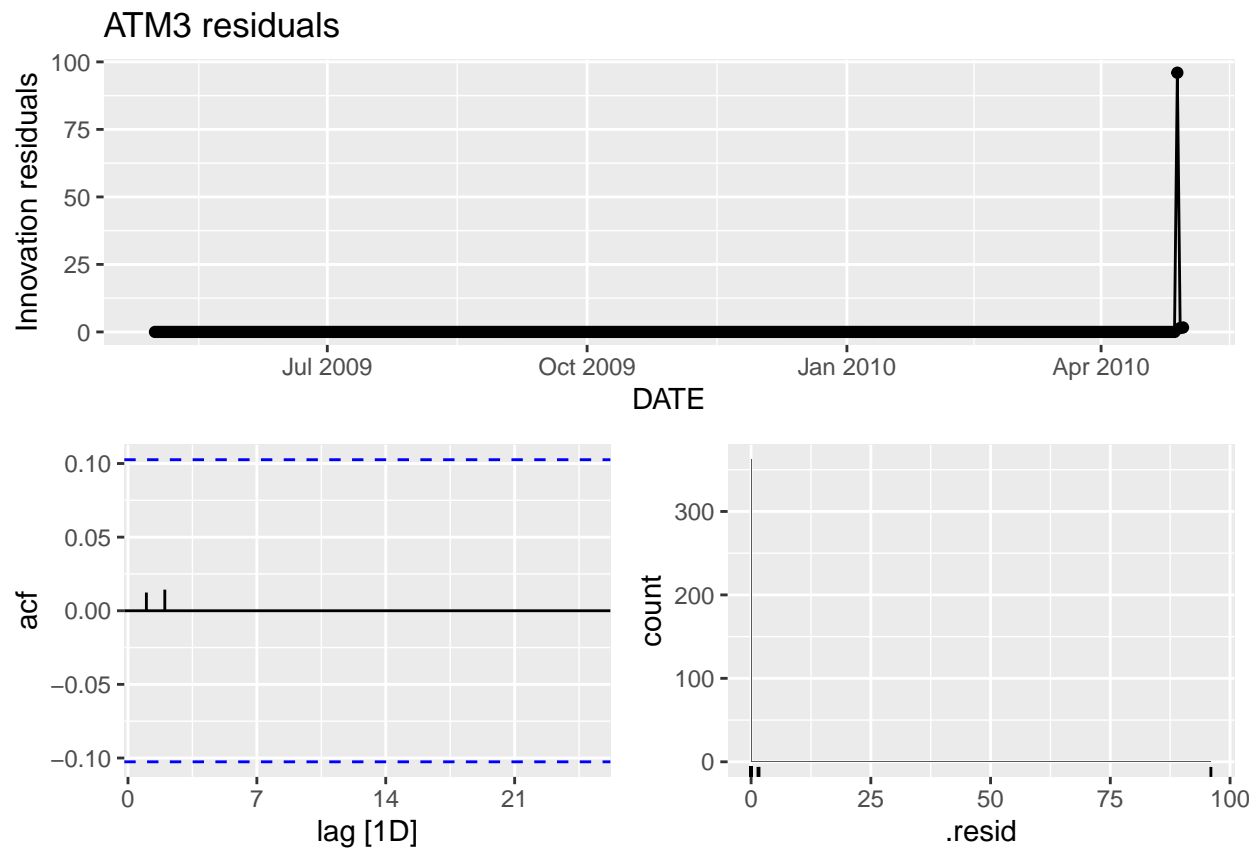 ATM3 residuals
Innovation residuals
100
75
50
25
0
Jul 2009 Oct 2009 Jan 2010 Apr 2010
DATE
acf
0.10
0.05
0.00
−0.05
−0.10
0 7 14 21
lag [1D]
count
300
200
100
0
0 25 50 75 100
.resid